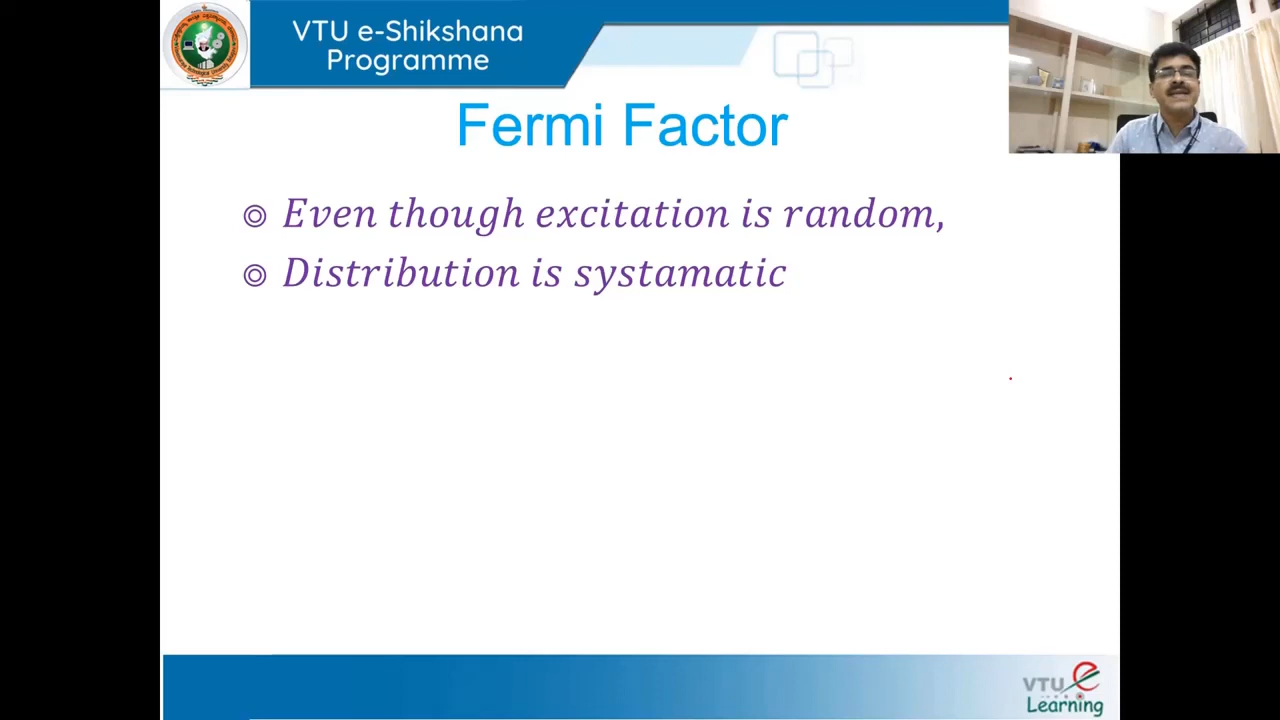 VTU e-Shikshana
Programme
Fermi Factor
◎ Even though excitation is random,
◎ Distribution is systamatic
VTU e
Learning